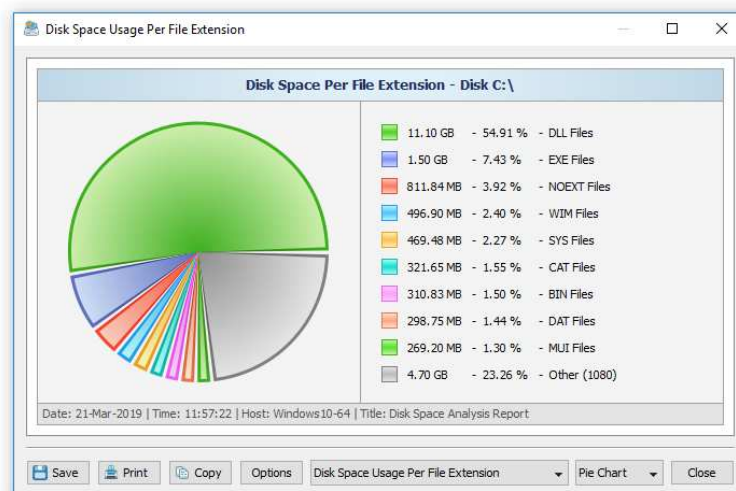 Disk Space Usage Per File Extension
Disk Space Per File Extension - Disk C:\
11.10 GB - 54.91 % - DLL Files
1.50 GB - 7.43 % - EXE Files
811.84 MB - 3.92 % - NOEXT Files
496.90 MB - 2.40 % - WIM Files
469.48 MB - 2.27 % - SYS Files
321.65 MB - 1.55 % - CAT Files
310.83 MB - 1.50 % - BIN Files
298.75 MB - 1.44 % - DAT Files
269.20 MB - 1.30 % - MUI Files
4.70 GB - 23.26 % - Other (1080)
Date: 21-Mar-2019 | Time: 11:57:22 | Host: Windows10-64 | Title: Disk Space Analysis Report
Save Print Copy Options Disk Space Usage Per File Extension Pie Chart Close